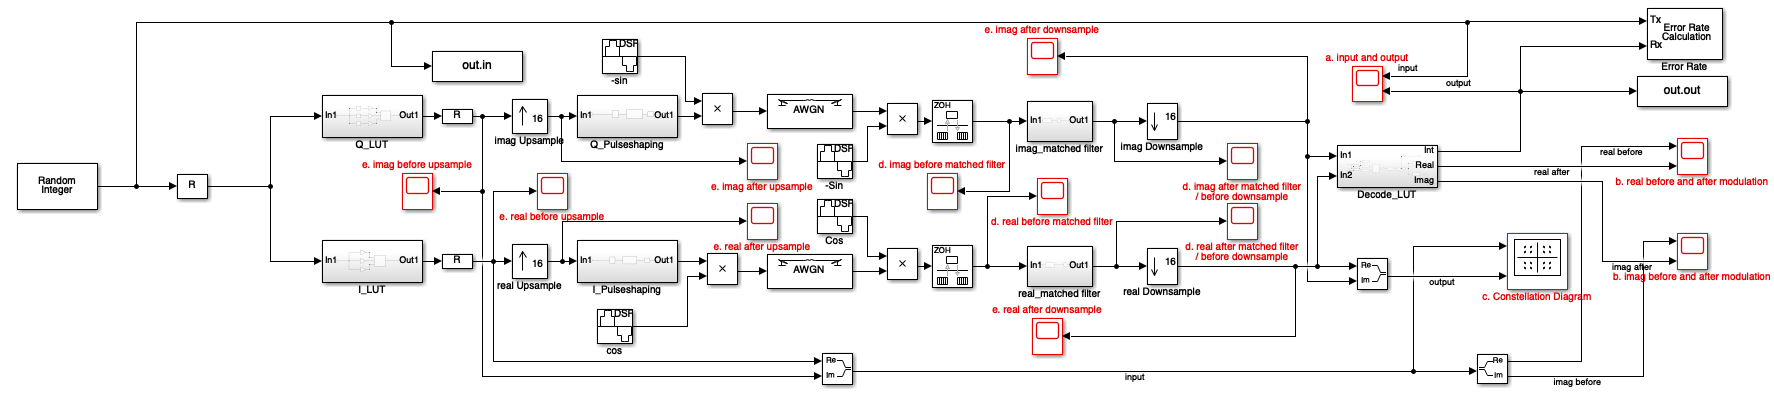 Tx
Error Rate
Calculation
Rx
Error Rate
e. imag after downsample
a. input and output
input
output
out.in
out.out
DSP
-sin
×
AWGN
×
ZOH
In1
Out1
Q_LUT
R
16
imag Upsample
In1
Out1
Q_Pulseshaping
In1
Out1
imag_matched filter
16
imag Downsample
e. imag before upsample
e. imag after upsample
DSP
-Sin
d. imag before matched filter
d. imag after matched filter
/ before downsample
In1
In2
Int
Real
Imag
Decode_LUT
real before
real after
b. real before and after modulation
Random
Integer
R
e. real before upsample
DSP
Cos
d. real before matched filter
e. real after upsample
d. real after matched filter
/ before downsample
In1
Out1
I_LUT
R
16
real Upsample
In1
Out1
I_Pulseshaping
×
AWGN
×
ZOH
In1
Out1
real_matched filter
16
real Downsample
Re
Im
output
c. Constellation Diagram
imag after
b. imag before and after modulation
DSP
cos
e. real after downsample
Re
Im
input
Re
Im
imag before